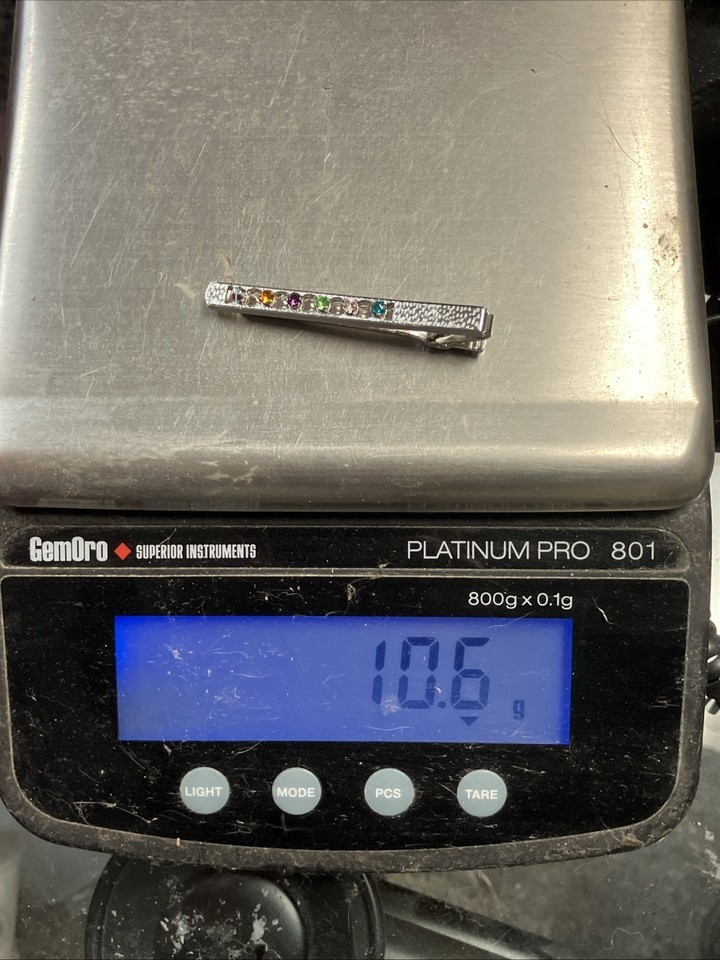 GemOro SUPERIOR INSTRUMENTS PLATINUM PRO 801
800g x 0.1g
10.6 g
LIGHT MODE PCS TARE